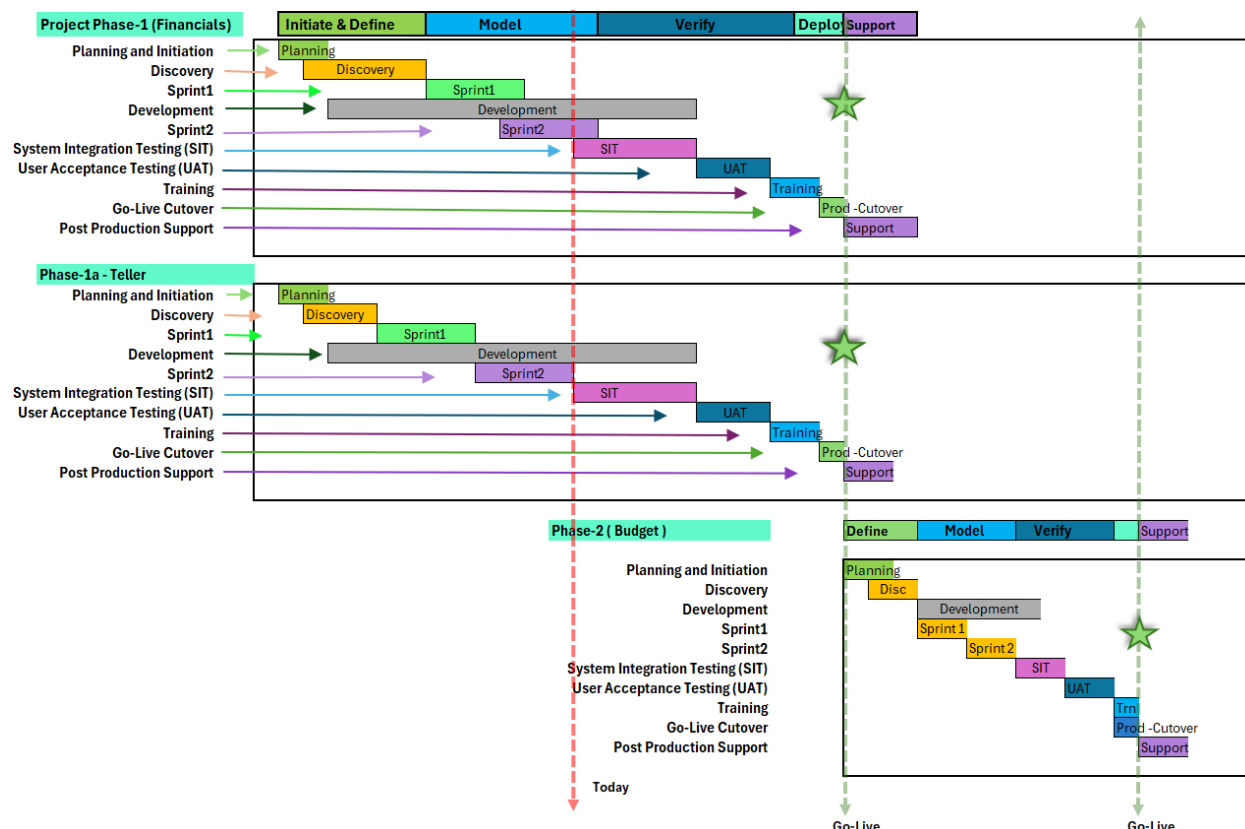 Project Phase-1 (Financials) Initiate & Define Model Verify Deploy Support
Planning and Initiation Planning
Discovery Discovery
Sprint1 Sprint1
Development Development
Sprint2 Sprint2
System Integration Testing (SIT) SIT
User Acceptance Testing (UAT) UAT
Training Training
Go-Live Cutover Prod -Cutover
Post Production Support Support
Phase-1a - Teller
Planning and Initiation Planning
Discovery Discovery
Sprint1 Sprint1
Development Development
Sprint2 Sprint2
System Integration Testing (SIT) SIT
User Acceptance Testing (UAT) UAT
Training Training
Go-Live Cutover Prod -Cutover
Post Production Support Support
Phase-2 ( Budget ) Define Model Verify Support
Planning and Initiation Planning
Discovery Disc
Development Development
Sprint1 Sprint 1
Sprint2 Sprint 2
System Integration Testing (SIT) SIT
User Acceptance Testing (UAT) UAT
Training Trn
Go-Live Cutover Prod -Cutover
Post Production Support Support
Today
Go-Live Go-Live